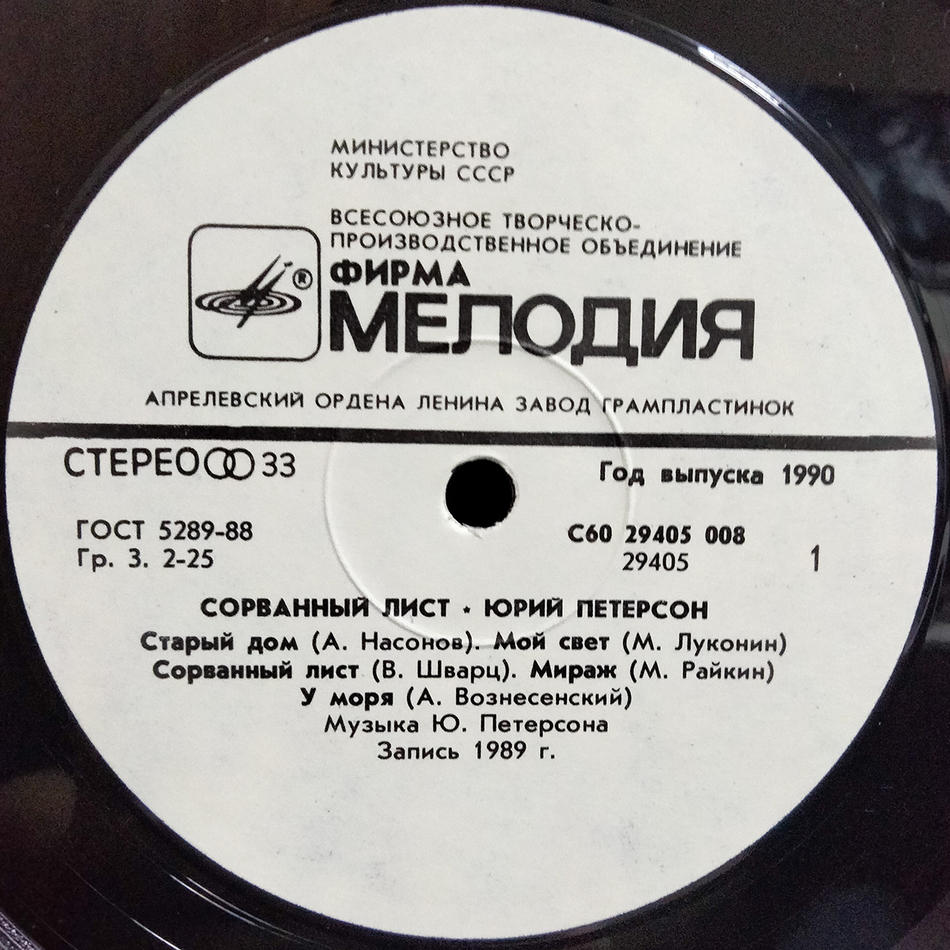 МИНИСТЕРСТВО
КУЛЬТУРЫ СССР
ВСЕСОЮЗНОЕ ТВОРЧЕСКО-
ПРОИЗВОДСТВЕННОЕ ОБЪЕДИНЕНИЕ
®
ФИРМА
МЕЛОДИЯ
АПРЕЛЕВСКИЙ ОРДЕНА ЛЕНИНА ЗАВОД ГРАМПЛАСТИНОК
СТЕРЕО 33
Год выпуска 1990
ГОСТ 5289-88
С60 29405 008
Гр. 3. 2-25
29405
1
СОРВАННЫЙ ЛИСТ • ЮРИЙ ПЕТЕРСОН
Старый дом (А. Насонов). Мой свет (М. Луконин)
Сорванный лист (В. Шварц). Мираж (М. Райкин)
У моря (А. Вознесенский)
Музыка Ю. Петерсона
Запись 1989 г.